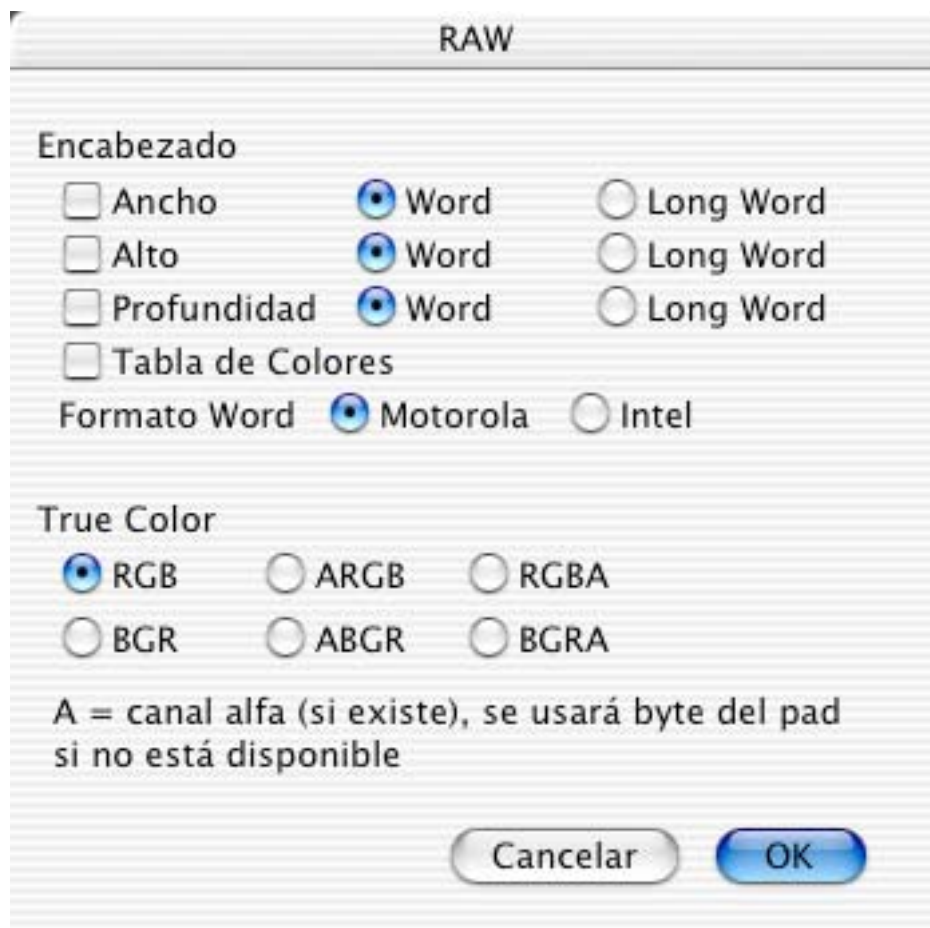 RAW
Encabezado
Ancho Word Long Word
Alto Word Long Word
Profundidad Word Long Word
Tabla de Colores
Formato Word Motorola Intel
True Color
RGB ARGB RGBA
BGR ABGR BGRA
A = canal alfa (si existe), se usará byte del pad
si no está disponible
Cancelar OK